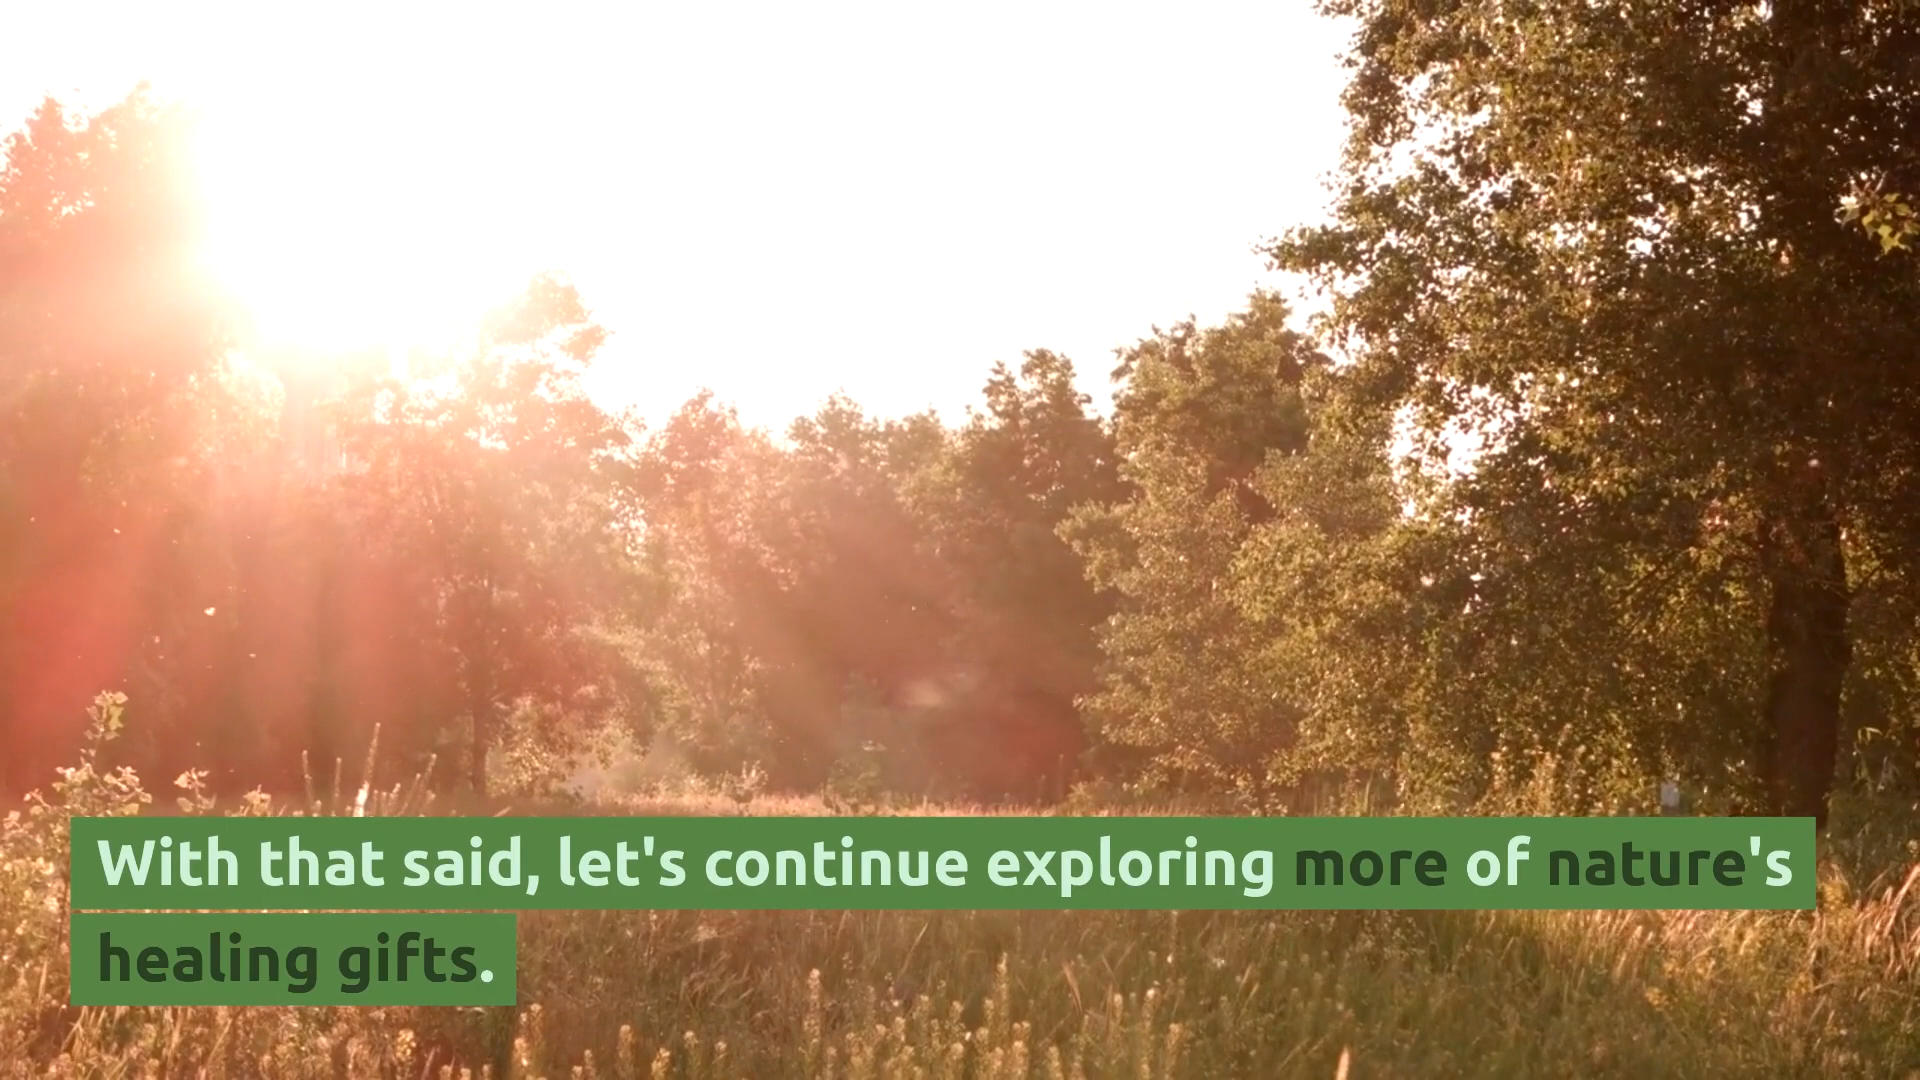 With that said, let's continue exploring more of nature's
healing gifts.